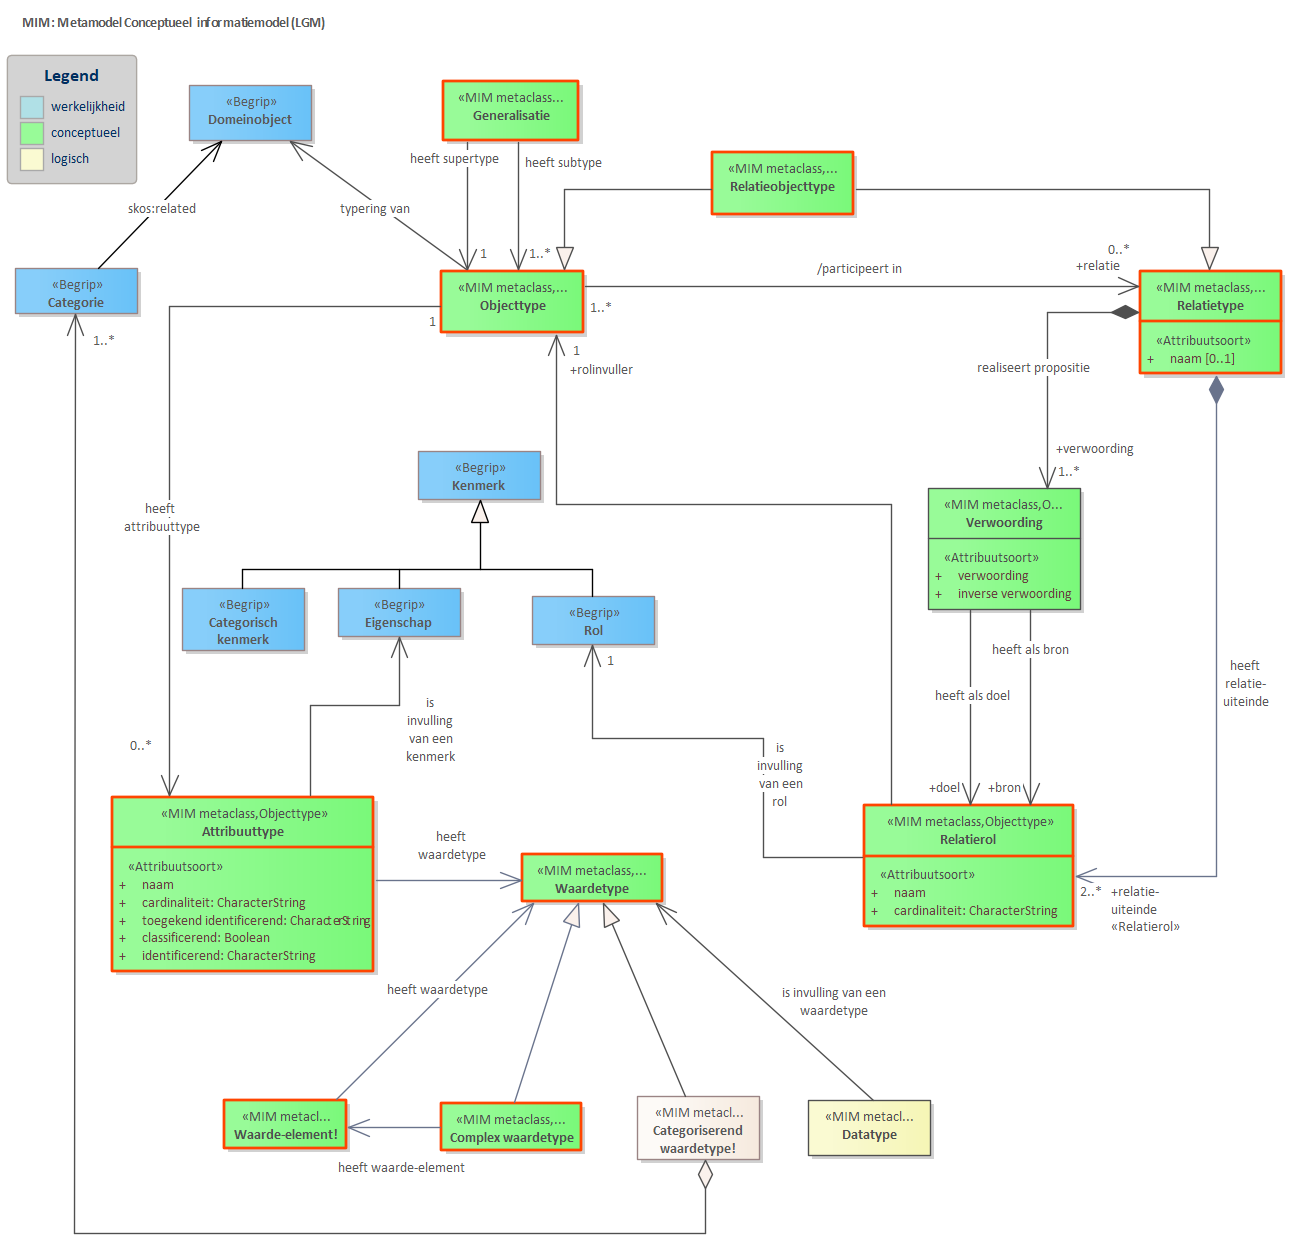 MIM: Metamodel Conceptueel informatiemodel (LGM)
Legend
werkelijkheid
conceptueel
logisch
«Begrip»
Domeinobject
«MIM metaclass...
Generalisatie
heeft supertype
heeft subtype
«MIM metaclass,...
Relatieobjecttype
skos:related
typering van
1
1..*
0..*
+relatie
/participeert in
«Begrip»
Categorie
1..*
«MIM metaclass,...
Objecttype
1
1..*
1
+rolinvuller
«MIM metaclass,...
Relatietype
«Attribuutsoort»
+ naam [0..1]
realiseert propositie
+verwoording
1..*
«Begrip»
Kenmerk
heeft
attribuuttype
«MIM metaclass,O...
Verwoording
«Attribuutsoort»
+ verwoording
+ inverse verwoording
«Begrip»
Categorisch
kenmerk
«Begrip»
Eigenschap
«Begrip»
Rol
1
heeft als bron
heeft als doel
heeft
relatie-
uiteinde
is
invulling
van een
kenmerk
0..*
is
invulling
van een
rol
+doel
+bron
«MIM metaclass,Objecttype»
Attribuuttype
«Attribuutsoort»
+ naam
+ cardinaliteit: CharacterString
+ toegekend identificerend: CharacterString
+ classificerend: Boolean
+ identificerend: CharacterString
heeft
waardetype
«MIM metaclass,...
Waardetype
«MIM metaclass,Objecttype»
Relatierol
«Attribuutsoort»
+ naam
+ cardinaliteit: CharacterString
2..*
+relatie-
uiteinde
«Relatierol»
heeft waardetype
is invulling van een
waardetype
«MIM metacl...
Waarde-element!
«MIM metaclass,...
Complex waardetype
heeft waarde-element
«MIM metacl...
Categoriserend
waardetype!
«MIM metacl...
Datatype